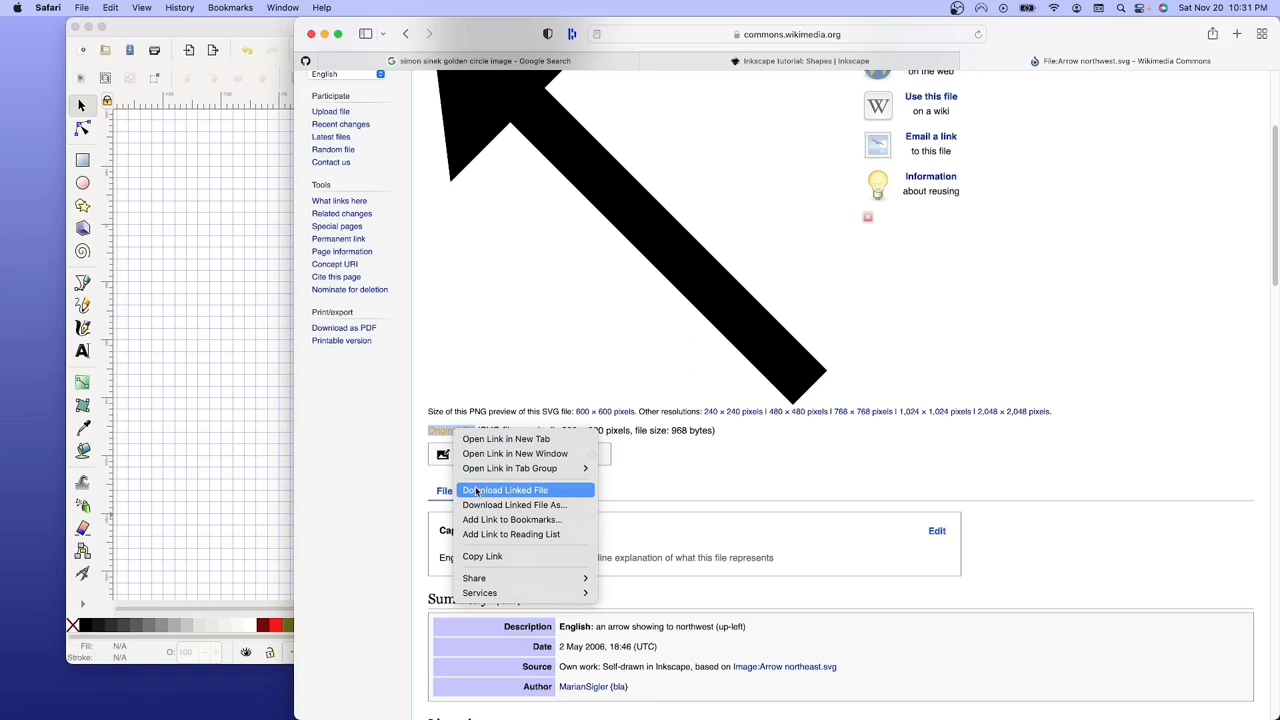 Safari File Edit View History Bookmarks Window Help
Sat Nov 20 10:31 PM
commons.wikimedia.org
simon sinek golden circle image - Google Search
Inkscape tutorial: Shapes | Inkscape
File:Arrow northwest.svg - Wikimedia Commons
English
Participate
Upload file
Recent changes
Latest files
Random file
Contact us
Tools
What links here
Related changes
Special pages
Permanent link
Page information
Concept URI
Cite this page
Nominate for deletion
Print/export
Download as PDF
Printable version
on the web
Use this file
on a wiki
Email a link
to this file
Information
about reusing
Size of this PNG preview of this SVG file: 600 × 600 pixels. Other resolutions: 240 × 240 pixels | 480 × 480 pixels | 768 × 768 pixels | 1,024 × 1,024 pixels | 2,048 × 2,048 pixels.
pixels, file size: 968 bytes)
Open Link in New Tab
Open Link in New Window
Open Link in Tab Group
Download Linked File
Download Linked File As...
Add Link to Bookmarks...
Add Link to Reading List
Copy Link
Share
Services
File
Edit
line explanation of what this file represents
Description English: an arrow showing to northwest (up-left)
Date 2 May 2006, 18:46 (UTC)
Source Own work: Self-drawn in Inkscape, based on Image:Arrow northeast.svg
Author MarianSigler {bla}
Fill: N/A
Stroke: N/A
O: 100